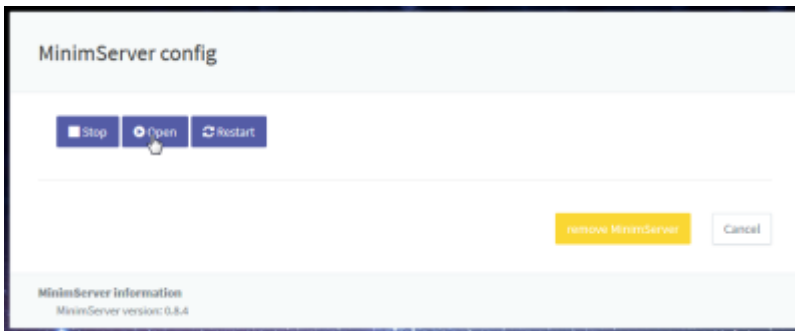 MinimServer config
Stop Open Restart
remove MinimServer Cancel
MinimServer information
MinimServer version: 0.8.4